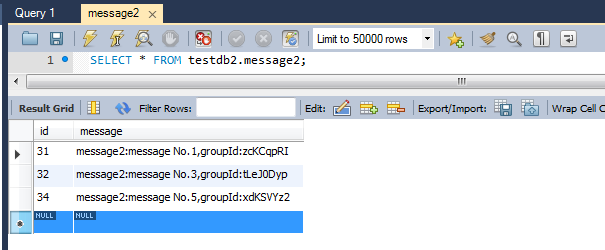 Query 1 message2 ×
Limit to 50000 rows
1 SELECT * FROM testdb2.message2;
Result Grid Filter Rows: Edit: Export/Import: Wrap Cell C
id message
31 message2:message No.1,groupId:zcKCqpRI
32 message2:message No.3,groupId:tLeJ0Dyp
34 message2:message No.5,groupId:xdKSVYz2
NULL NULL